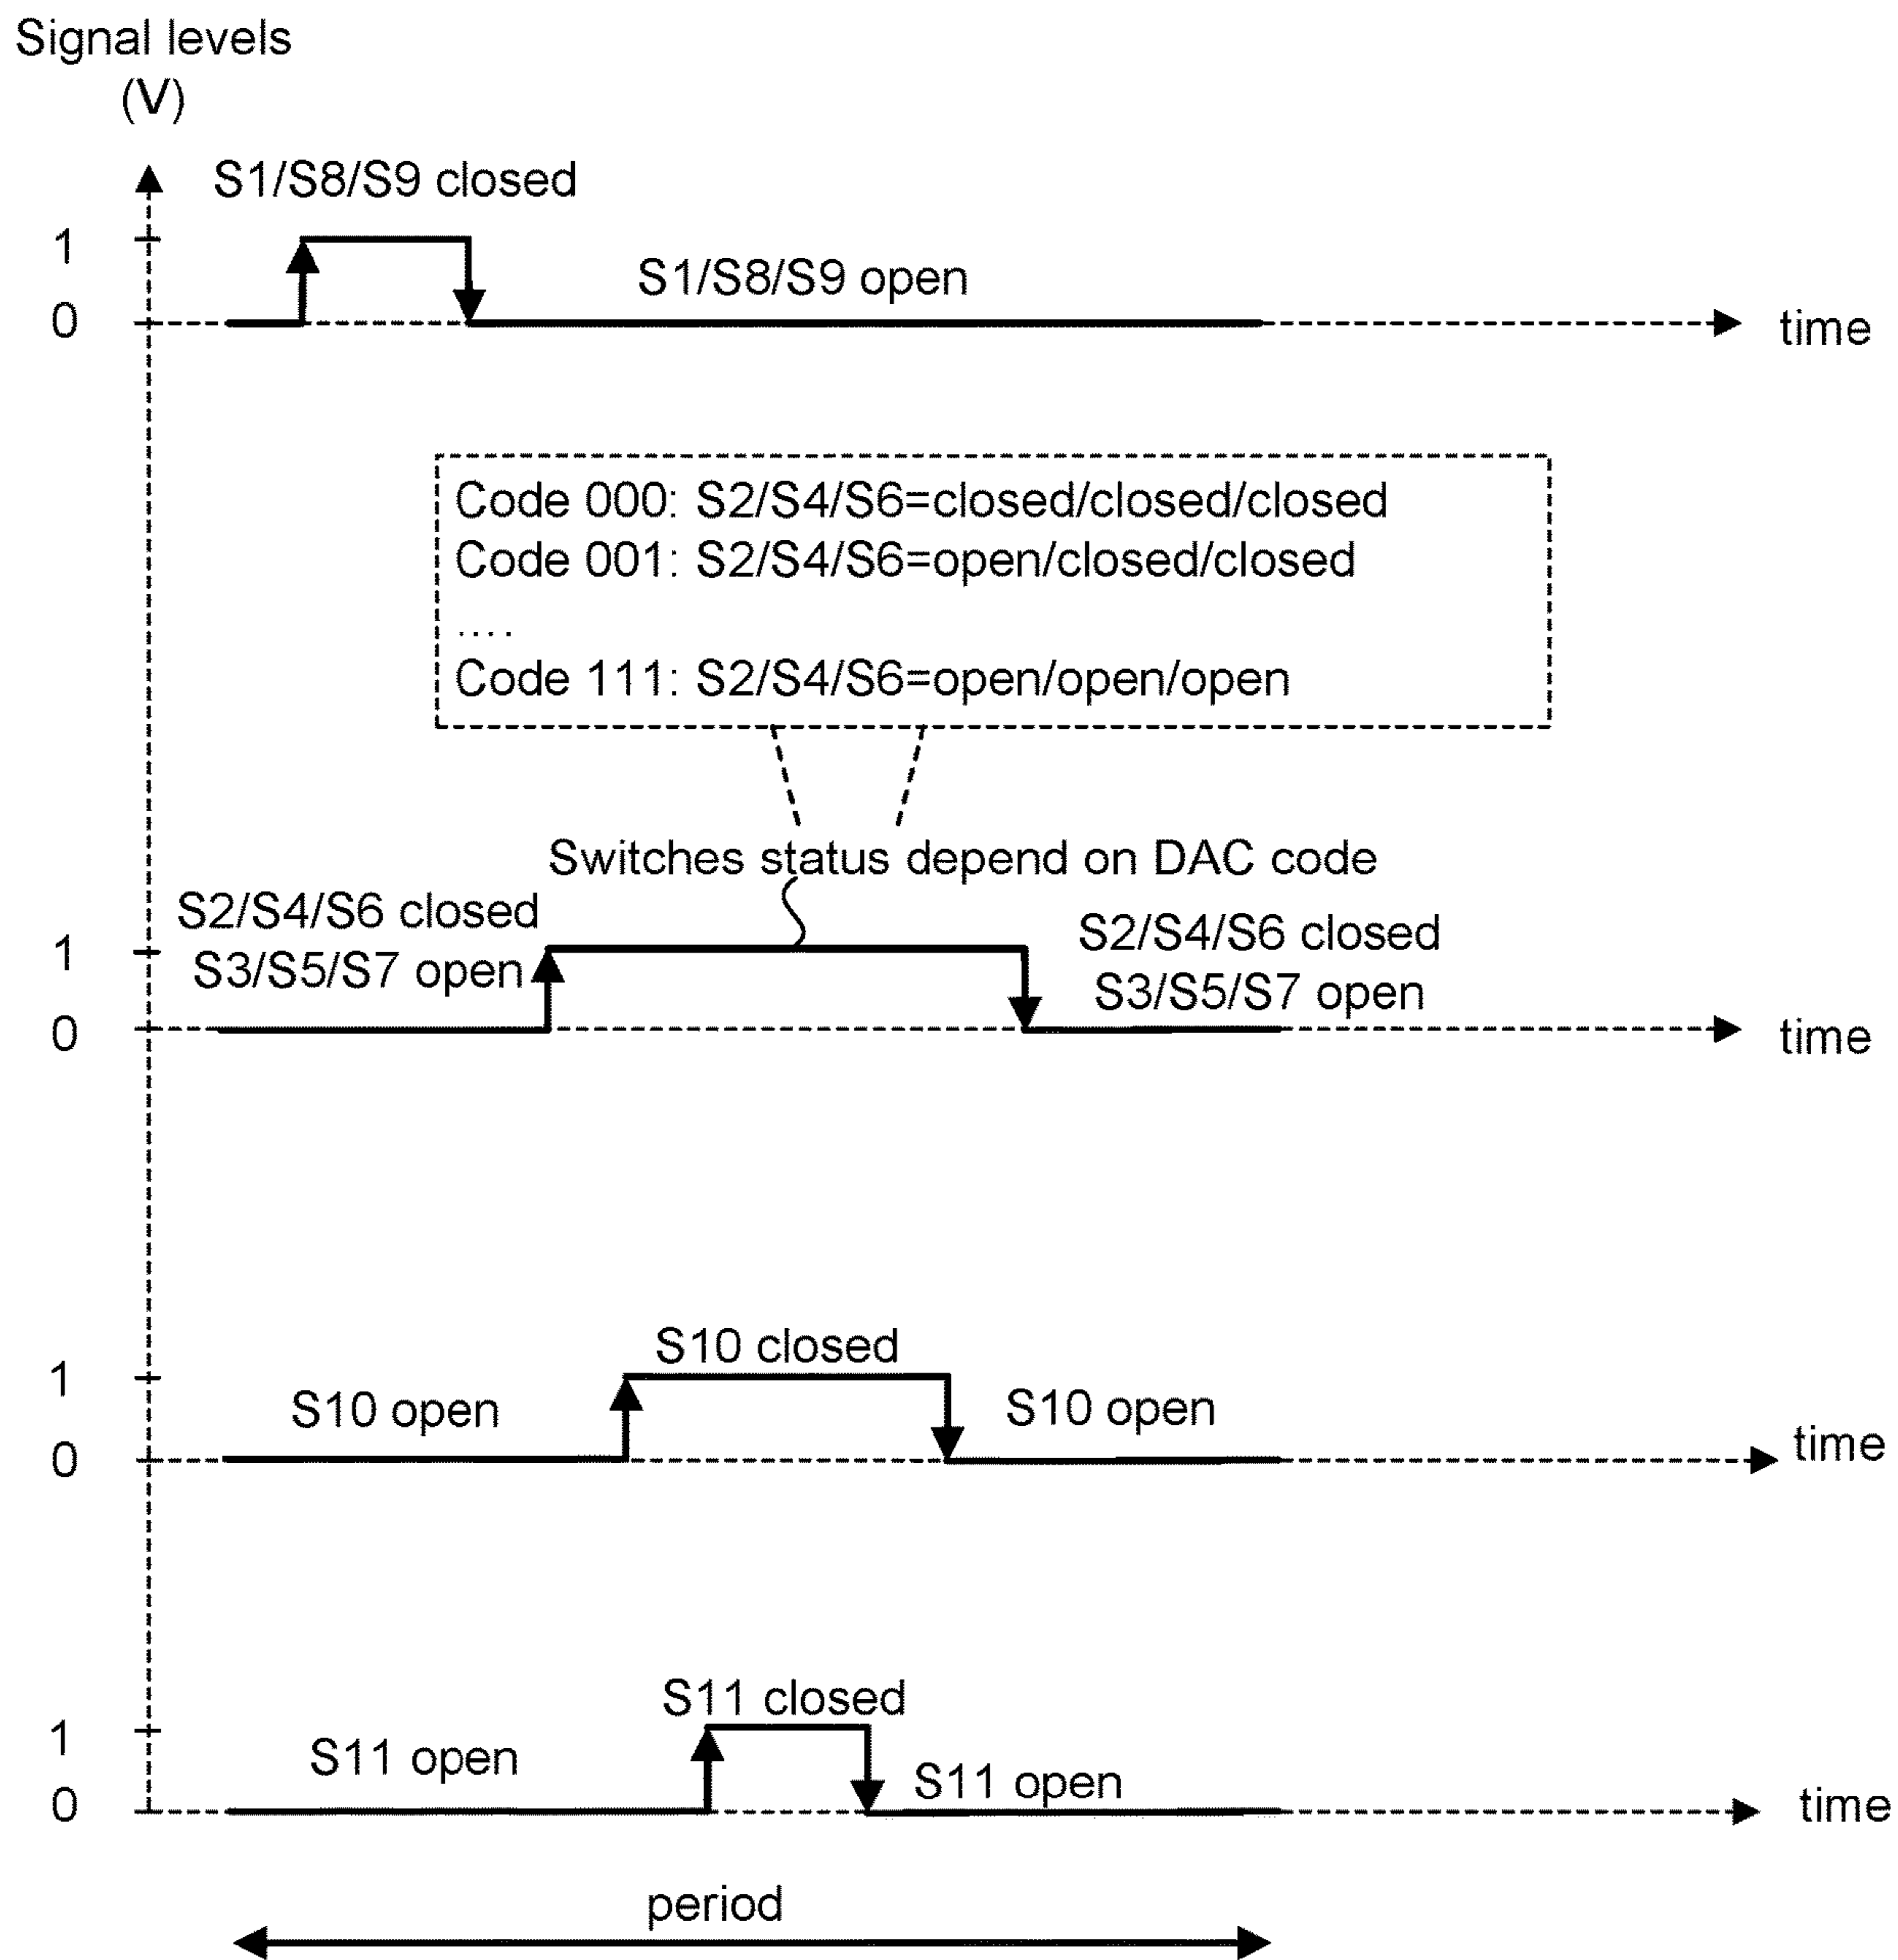 Signal levels
(V)
S1/S8/S9 closed
1
S1/S8/S9 open
0
time
Code 000: S2/S4/S6=closed/closed/closed
Code 001: S2/S4/S6=open/closed/closed
....
Code 111: S2/S4/S6=open/open/open
Switches status depend on DAC code
S2/S4/S6 closed
S3/S5/S7 open
S2/S4/S6 closed
S3/S5/S7 open
1
0
time
S10 closed
1
S10 open
S10 open
0
time
S11 closed
1
S11 open
S11 open
0
time
period